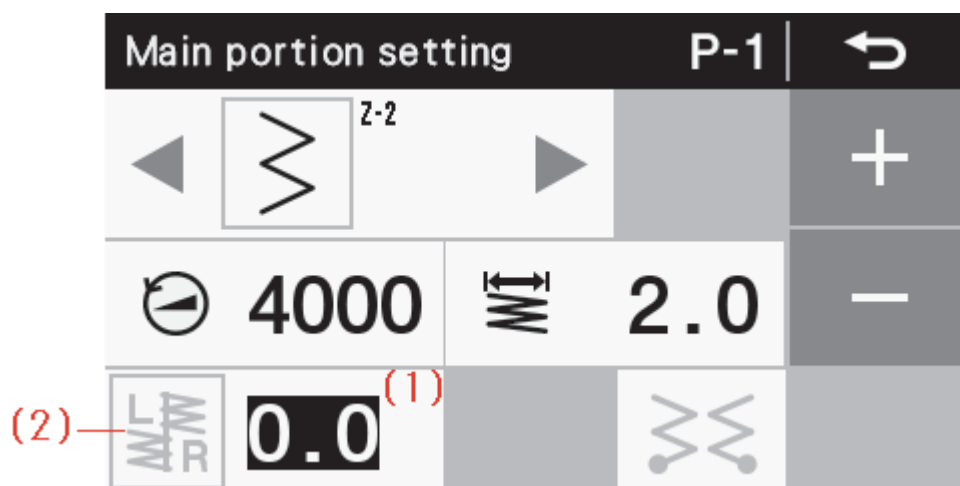 Main portion setting P-1
Z-2
+
4000 2.0
−
(1)
(2) L R 0.0